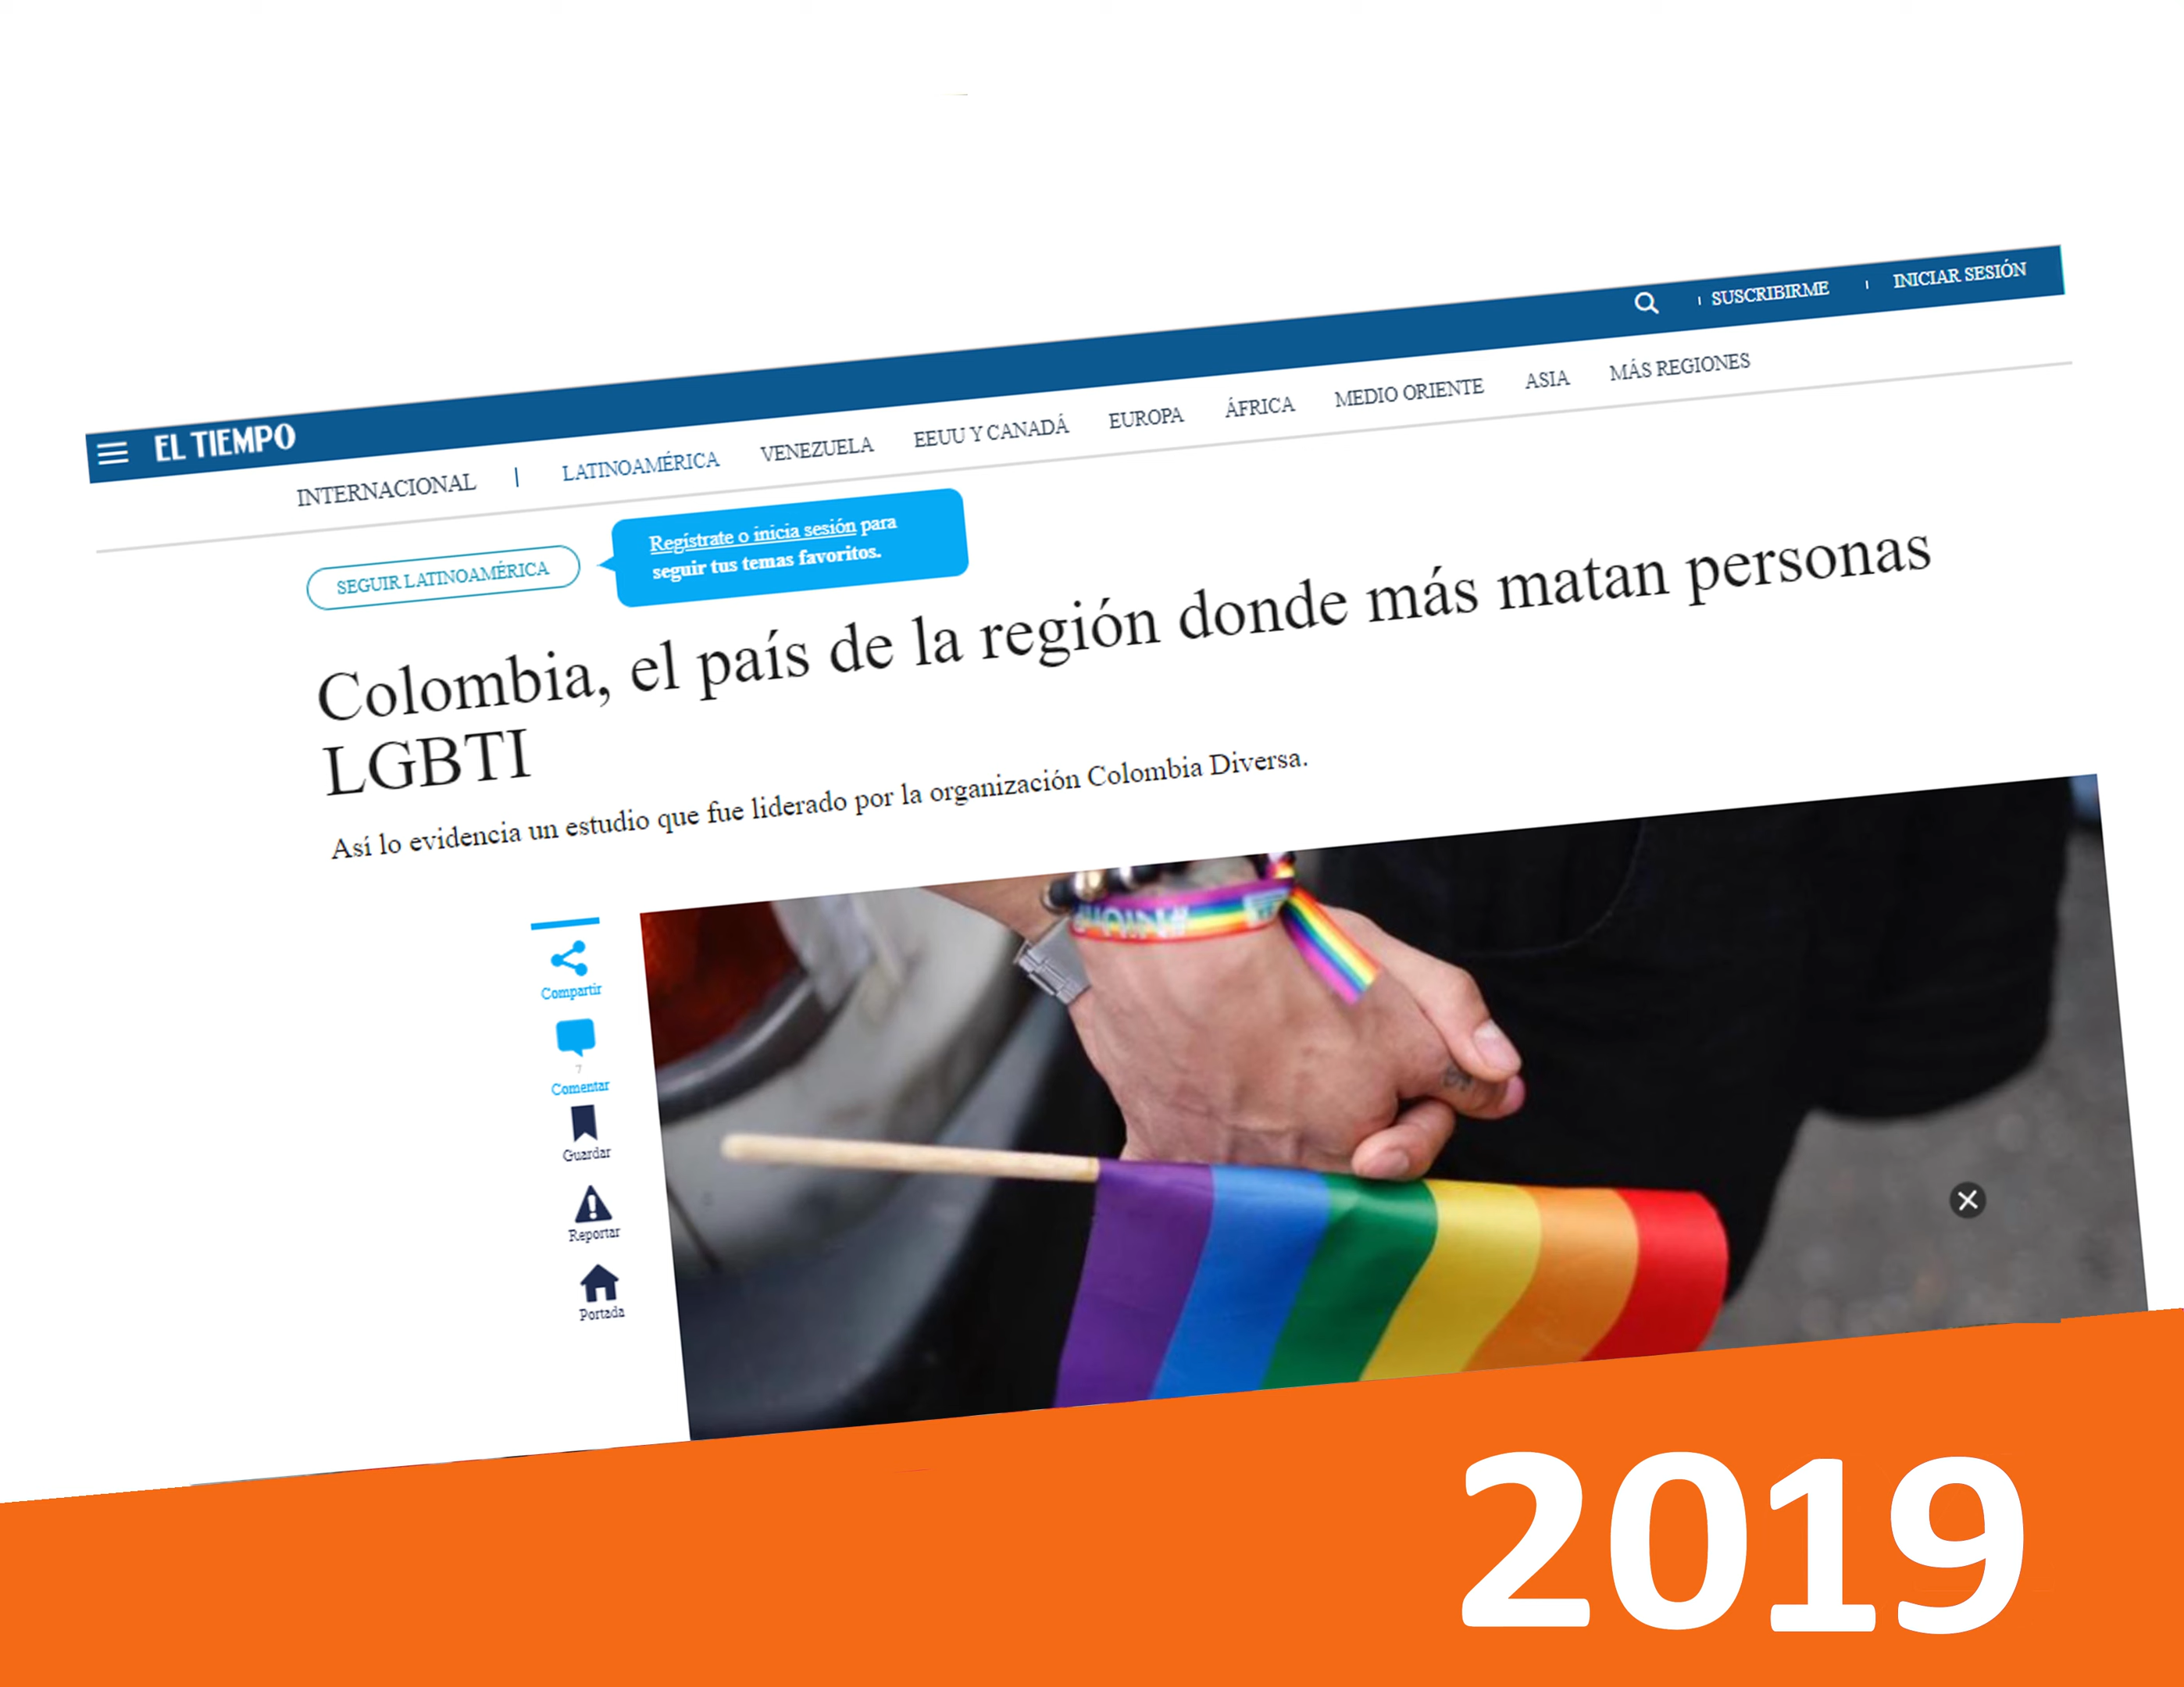 SUSCRIBIRME
INICIAR SESIÓN
EL TIEMPO
INTERNACIONAL | LATINOAMÉRICA VENEZUELA EEUU Y CANADÁ EUROPA ÁFRICA MEDIO ORIENTE ASIA MÁS REGIONES
SEGUIR LATINOAMÉRICA
Regístrate o inicia sesión para
seguir tus temas favoritos.
Colombia, el país de la región donde más matan personas
LGBTI
Así lo evidencia un estudio que fue liderado por la organización Colombia Diversa.
Compartir
7
Comentar
Guardar
Reportar
Portada
2019